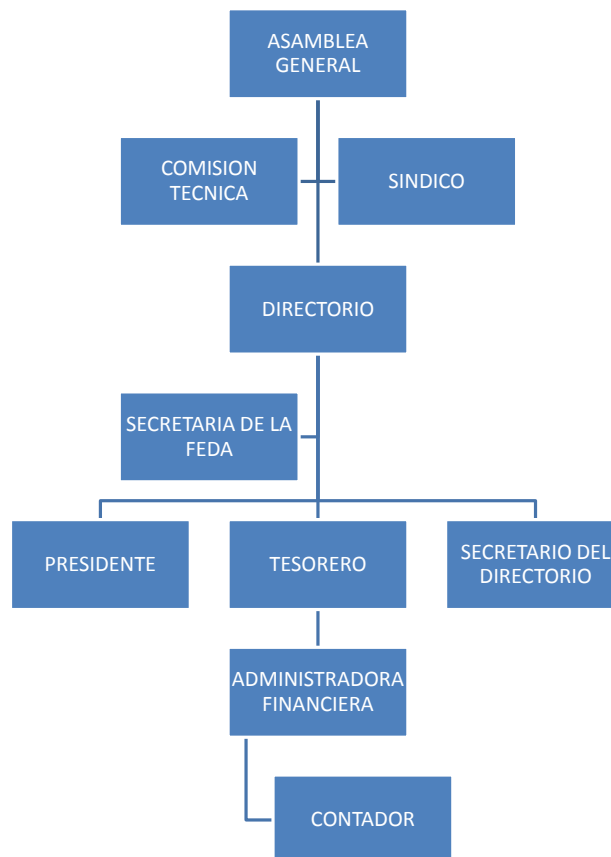 ASAMBLEA
GENERAL
COMISION
TECNICA
SINDICO
DIRECTORIO
SECRETARIA DE LA
FEDA
PRESIDENTE
TESORERO
SECRETARIO DEL
DIRECTORIO
ADMINISTRADORA
FINANCIERA
CONTADOR